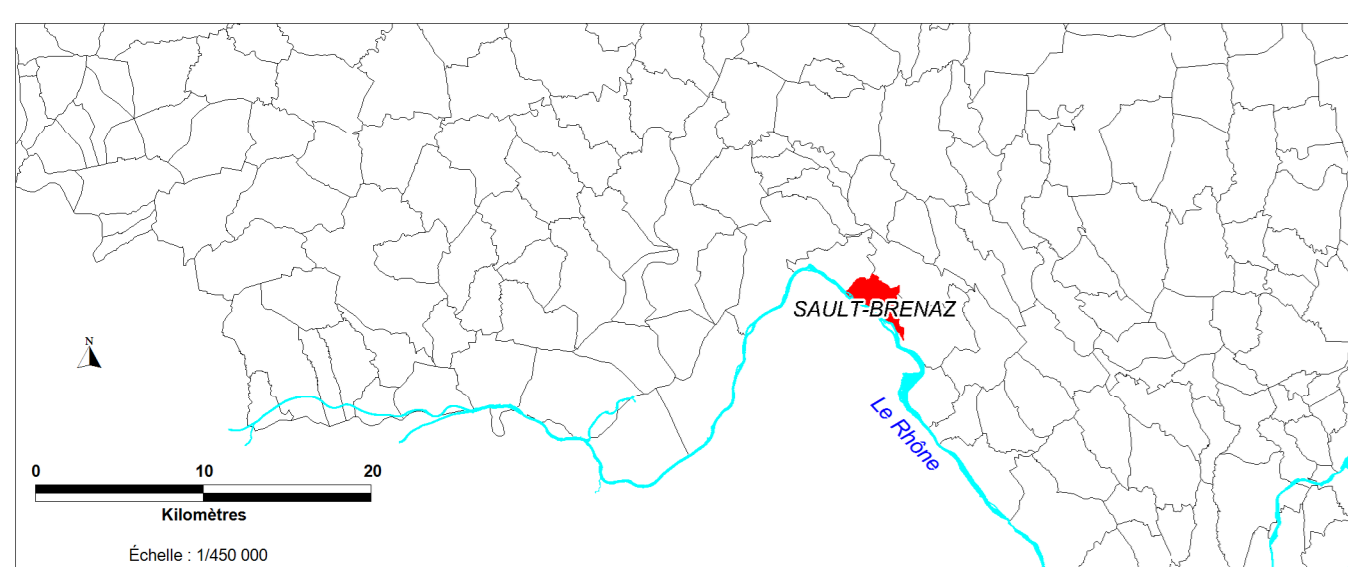 SAULT-BRENAZ
N
Le Rhône
0 10 20
Kilomètres
Échelle : 1/450 000